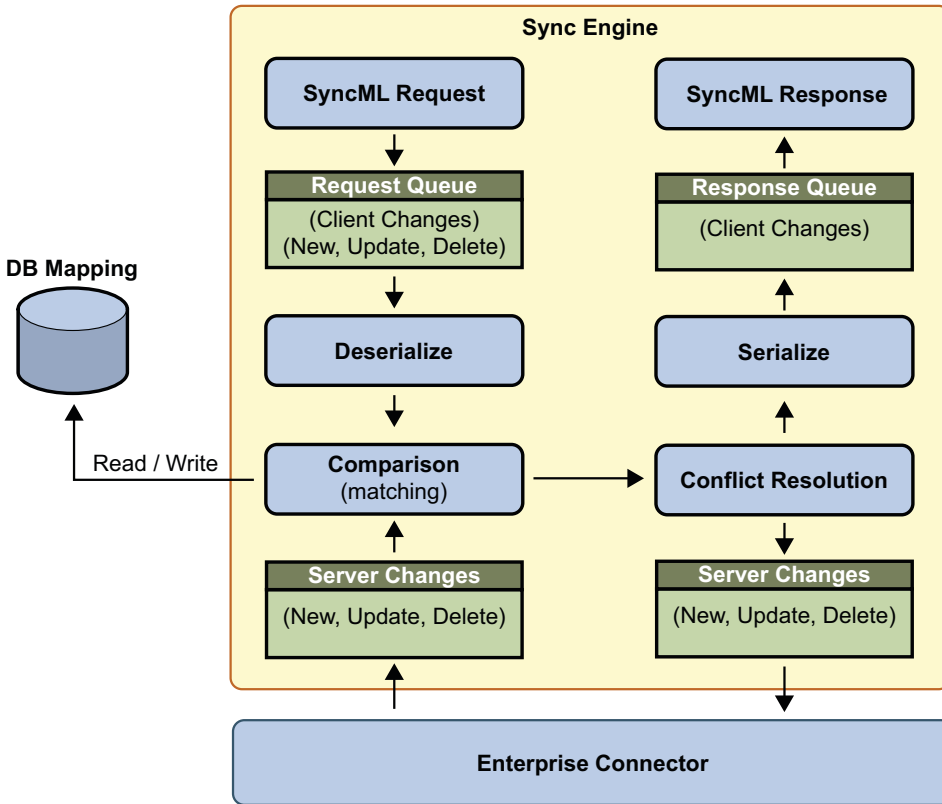 Sync Engine
SyncML Request
SyncML Response
Request Queue
(Client Changes)
(New, Update, Delete)
Response Queue
(Client Changes)
DB Mapping
Deserialize
Serialize
Read / Write
Comparison
(matching)
Conflict Resolution
Server Changes
(New, Update, Delete)
Server Changes
(New, Update, Delete)
Enterprise Connector